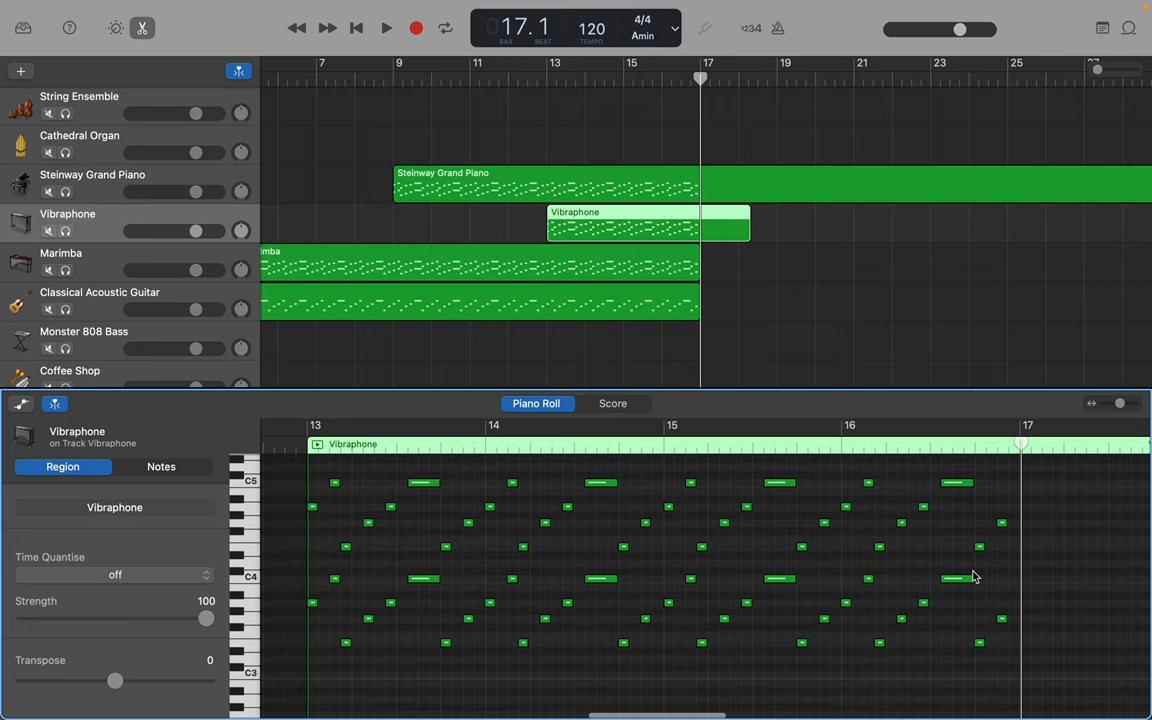 17.1
BAR
BEAT
120
TEMPO
4/4
Amin
1234
7
9
11
13
15
17
19
21
23
25
String Ensemble
Cathedral Organ
Steinway Grand Piano
Vibraphone
Marimba
Classical Acoustic Guitar
Monster 808 Bass
Coffee Shop
Steinway Grand Piano
Vibraphone
imba
Piano Roll
Score
Vibraphone
on Track Vibraphone
Region
Notes
Vibraphone
Time Quantise
off
Strength
100
Transpose
0
13
14
15
16
17
Vibraphone
C5
C4
C3